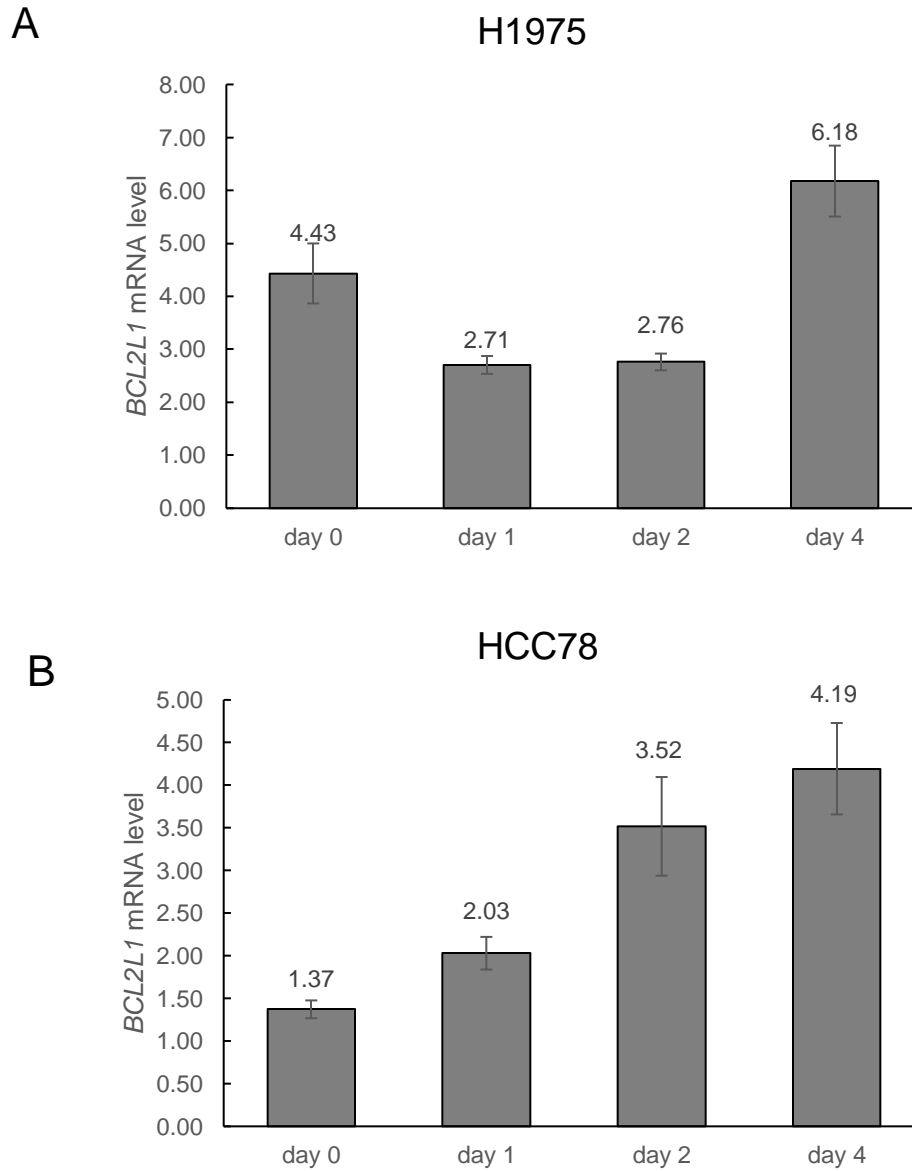 A
H1975
8.00
7.00
6.00
5.00
4.00
3.00
2.00
1.00
0.00
BCL2L1 mRNA level
4.43
2.71
2.76
6.18
day 0
day 1
day 2
day 4
B
HCC78
5.00
4.50
4.00
3.50
3.00
2.50
2.00
1.50
1.00
0.50
0.00
BCL2L1 mRNA level
1.37
2.03
3.52
4.19
day 0
day 1
day 2
day 4